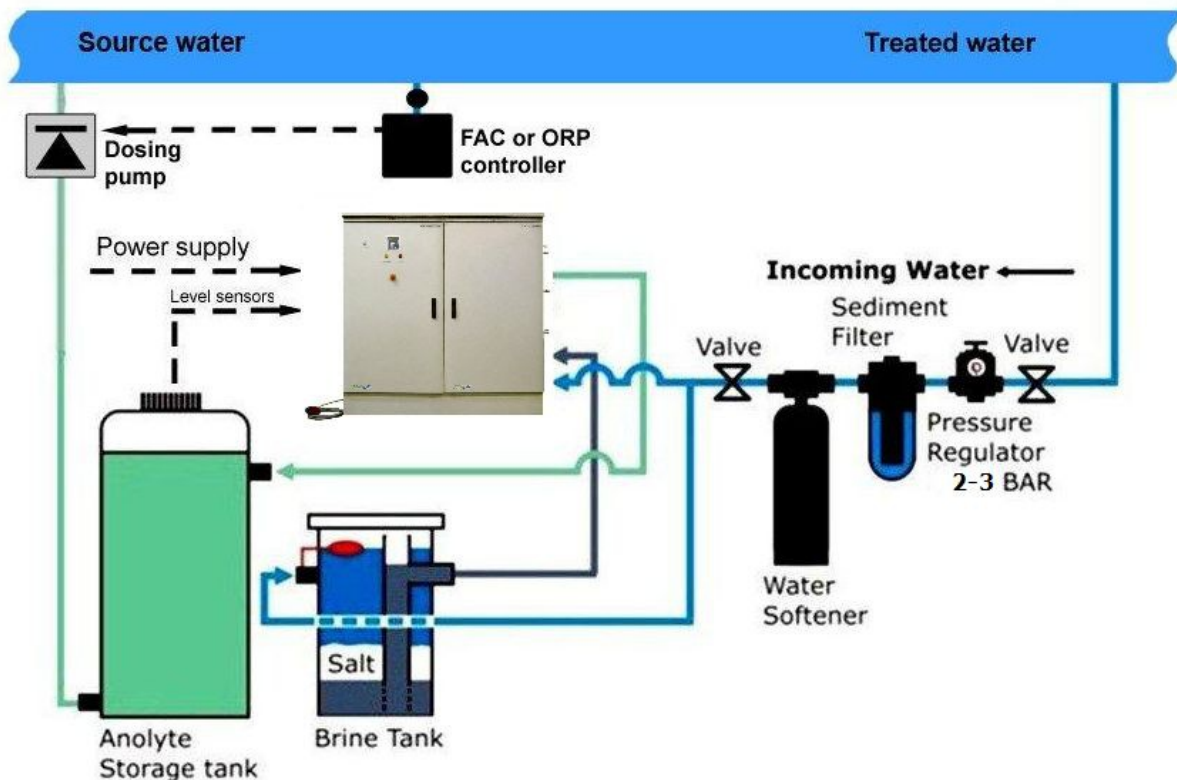 Source water
Treated water
Dosing
pump
FAC or ORP
controller
Power supply
Level sensors
Incoming Water
Sediment
Filter
Valve
Valve
Pressure
Regulator
2-3 BAR
Water
Softener
Salt
Brine Tank
Anolyte
Storage tank